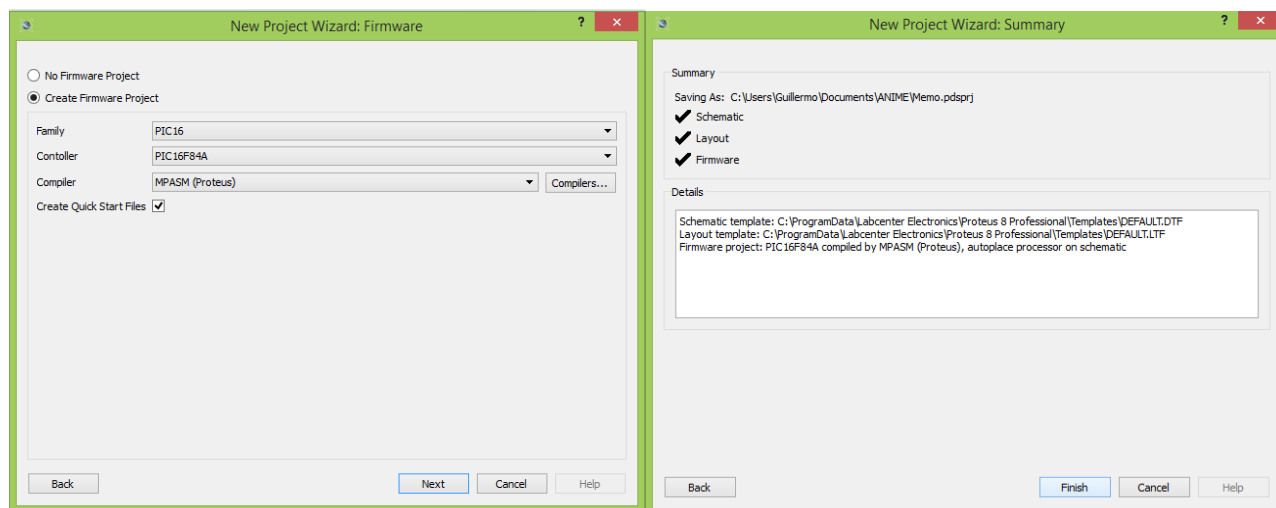 New Project Wizard: Firmware
? ×
No Firmware Project
Create Firmware Project
Family PIC16
Contoller PIC16F84A
Compiler MPASM (Proteus) Compilers...
Create Quick Start Files
Back Next Cancel Help
New Project Wizard: Summary
? ×
Summary
Saving As: C:\Users\Guillermo\Documents\ANIME\Memo.pdsprj
Schematic
Layout
Firmware
Details
Schematic template: C:\ProgramData\Labcenter Electronics\Proteus 8 Professional\Templates\DEFAULT.DTF
Layout template: C:\ProgramData\Labcenter Electronics\Proteus 8 Professional\Templates\DEFAULT.LTF
Firmware project: PIC16F84A compiled by MPASM (Proteus), autoplace processor on schematic
Back Finish Cancel Help